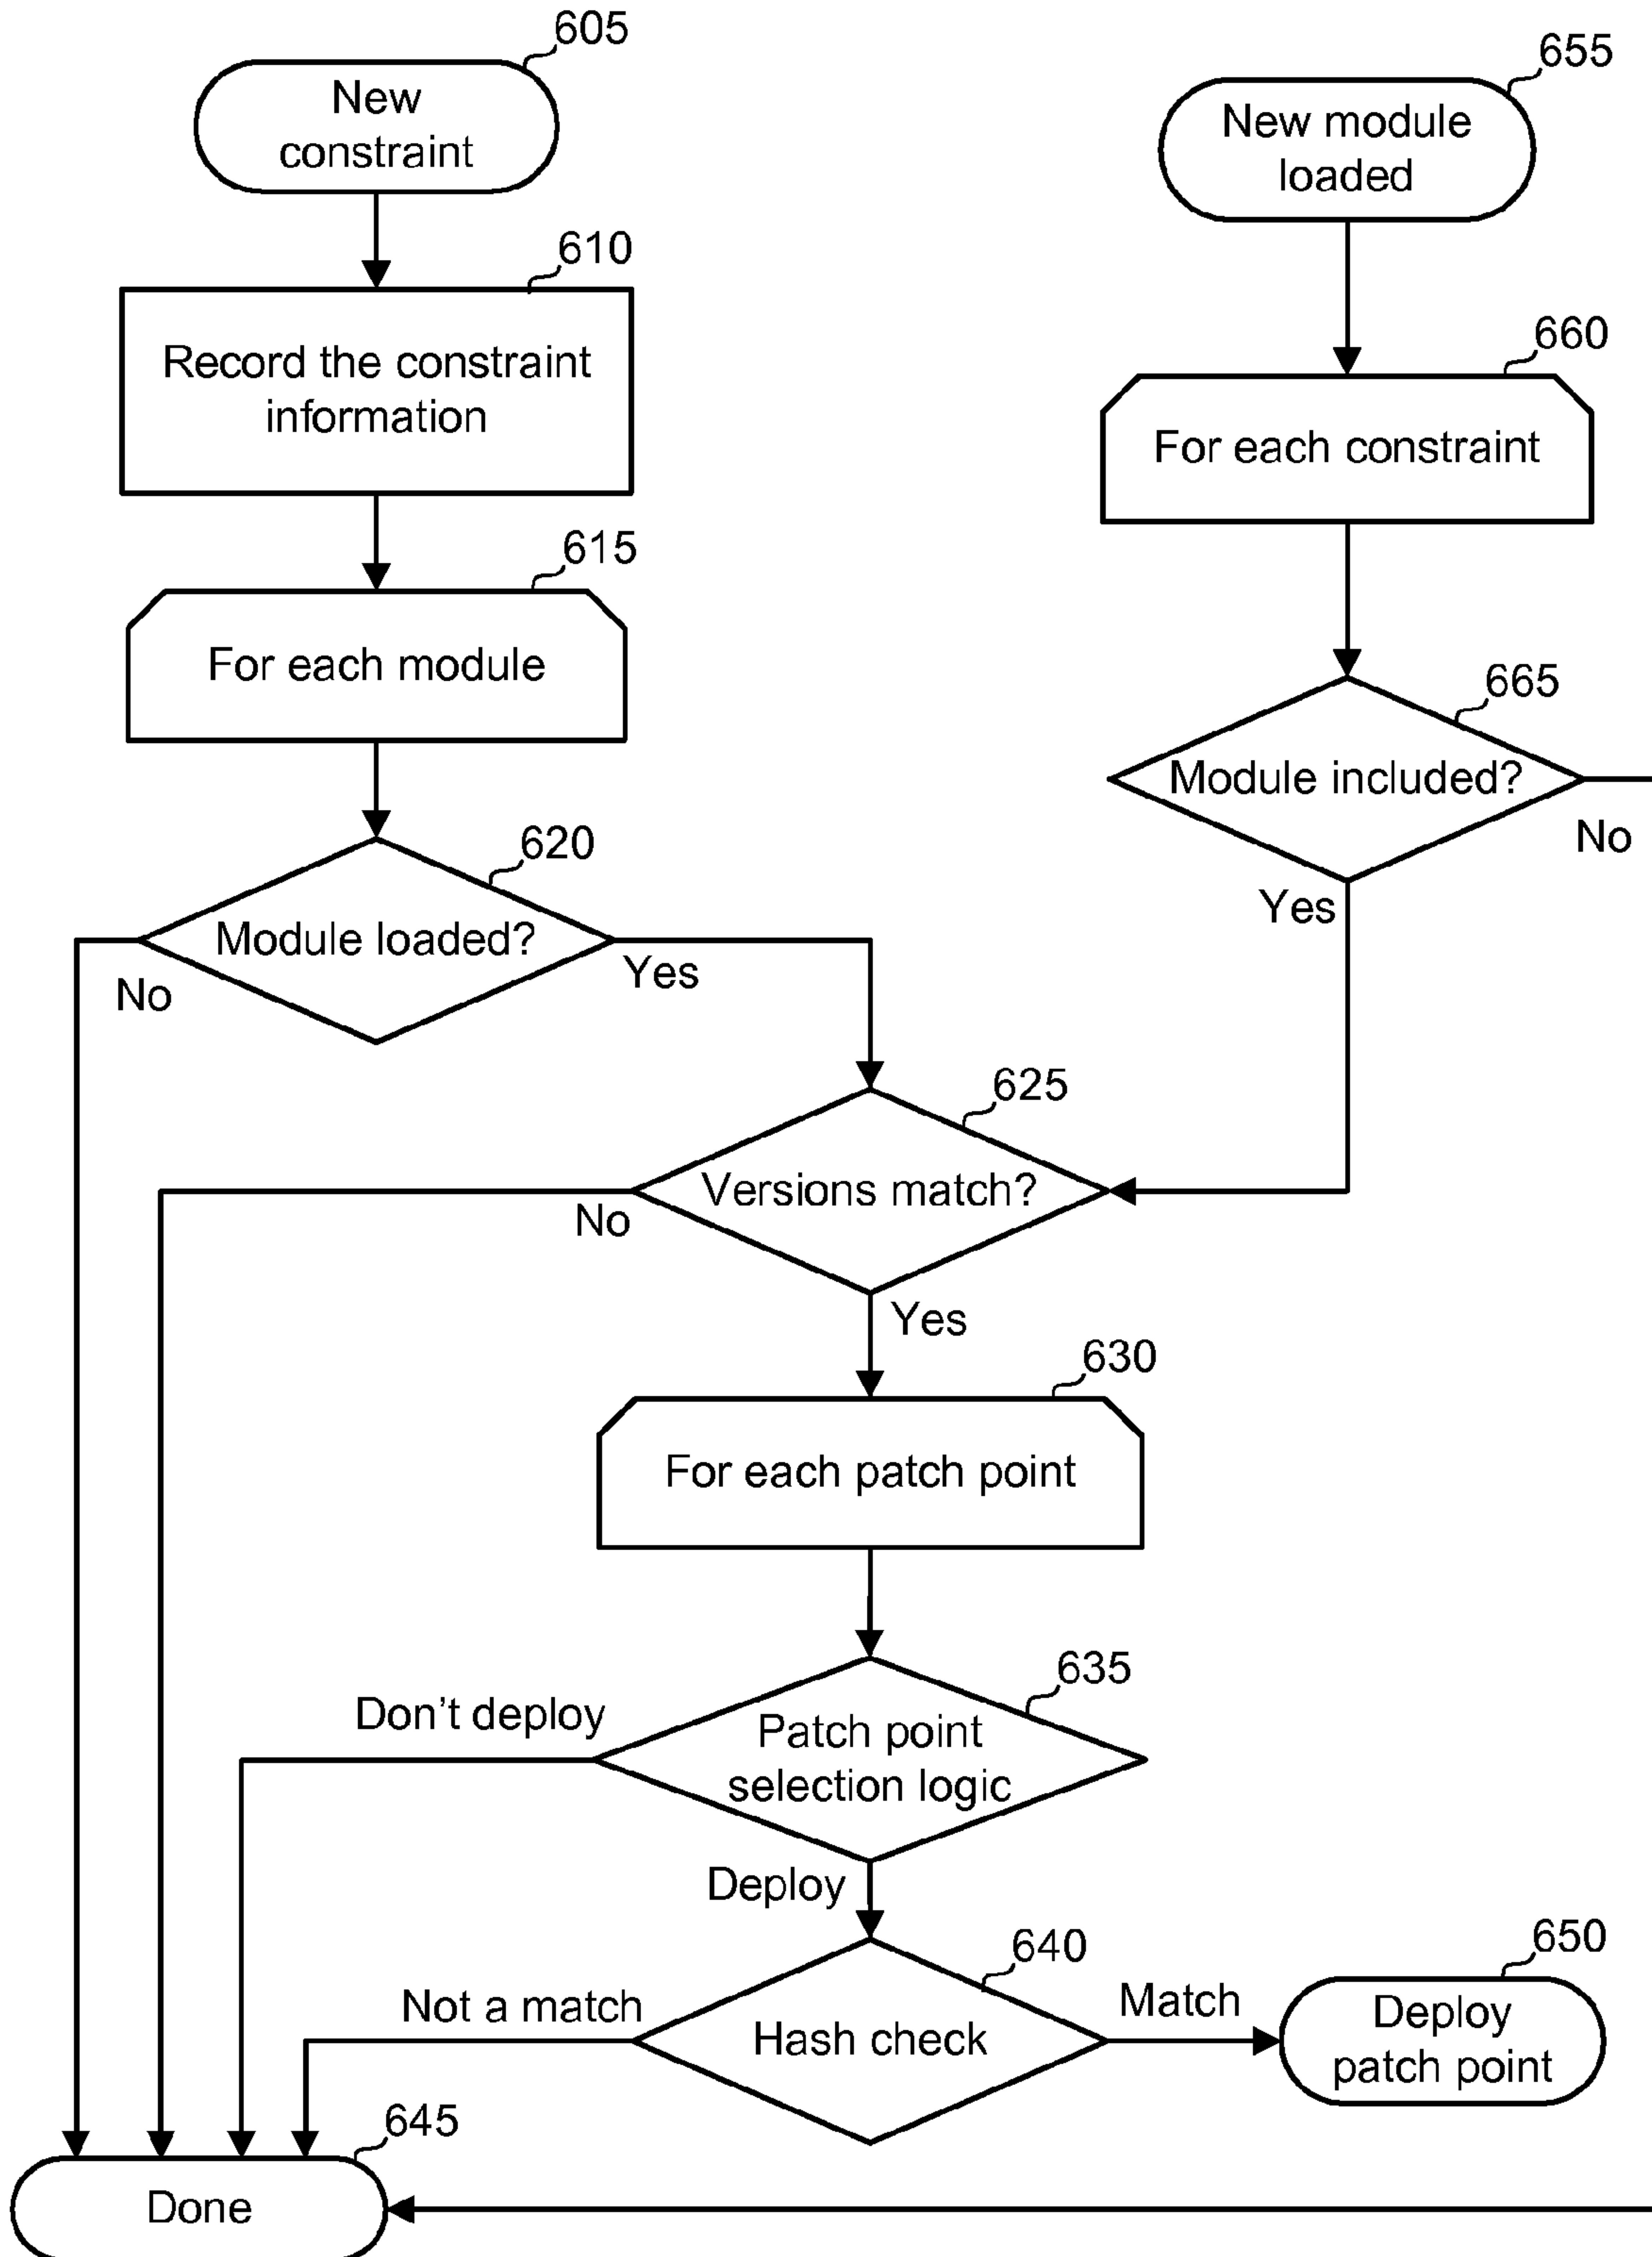 605
New
constraint
610
Record the constraint
information
615
For each module
620
Module loaded?
No
Yes
655
New module
loaded
660
For each constraint
665
Module included?
No
Yes
625
Versions match?
No
Yes
630
For each patch point
635
Patch point
selection logic
Don't deploy
Deploy
640
Hash check
Not a match
Match
650
Deploy
patch point
645
Done